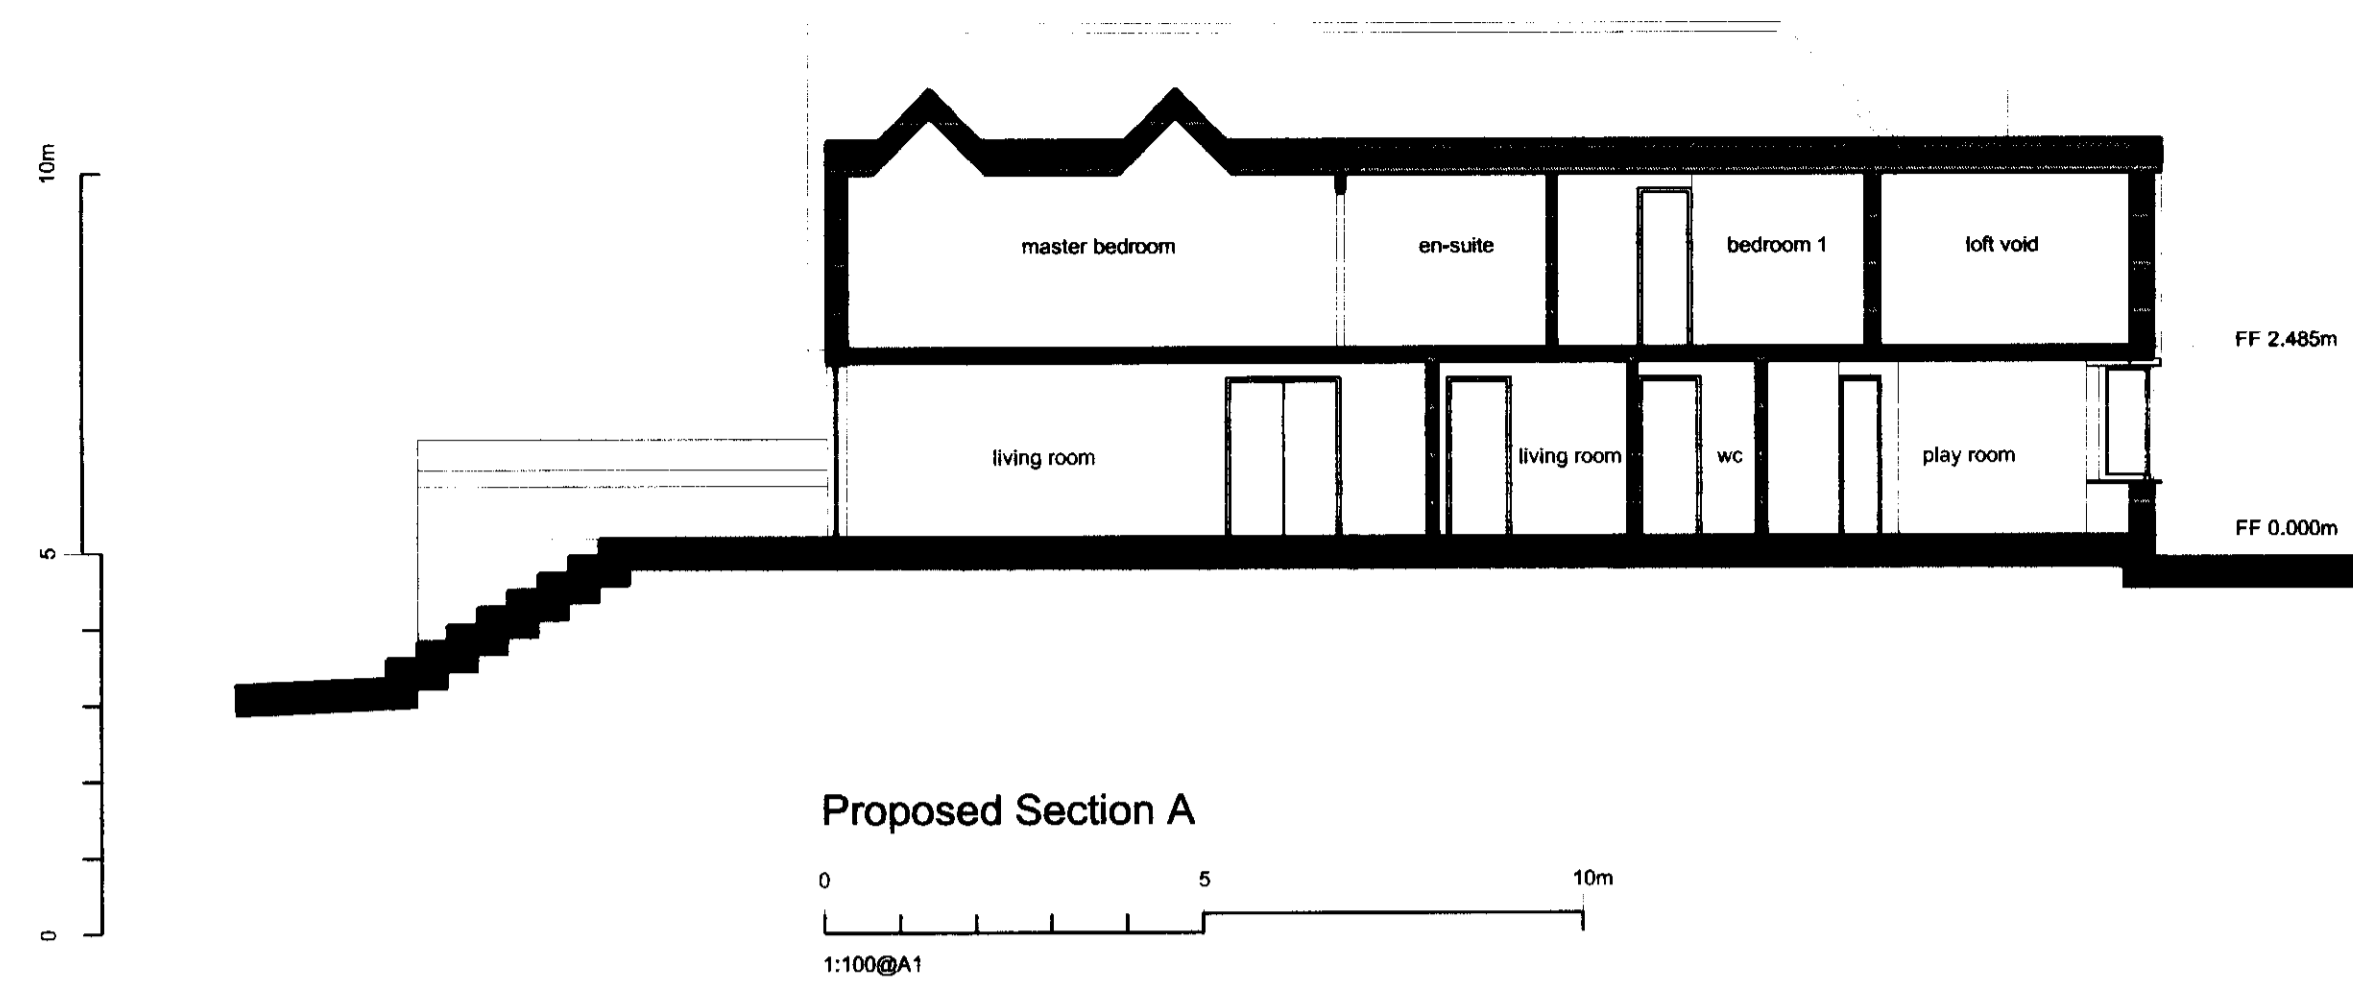 10m
master bedroom
en-suite
bedroom 1
loft void
FF 2.485m
living room
living room
wc
play room
FF 0.000m
5
0
Proposed Section A
0
5
10m
1:100@A1